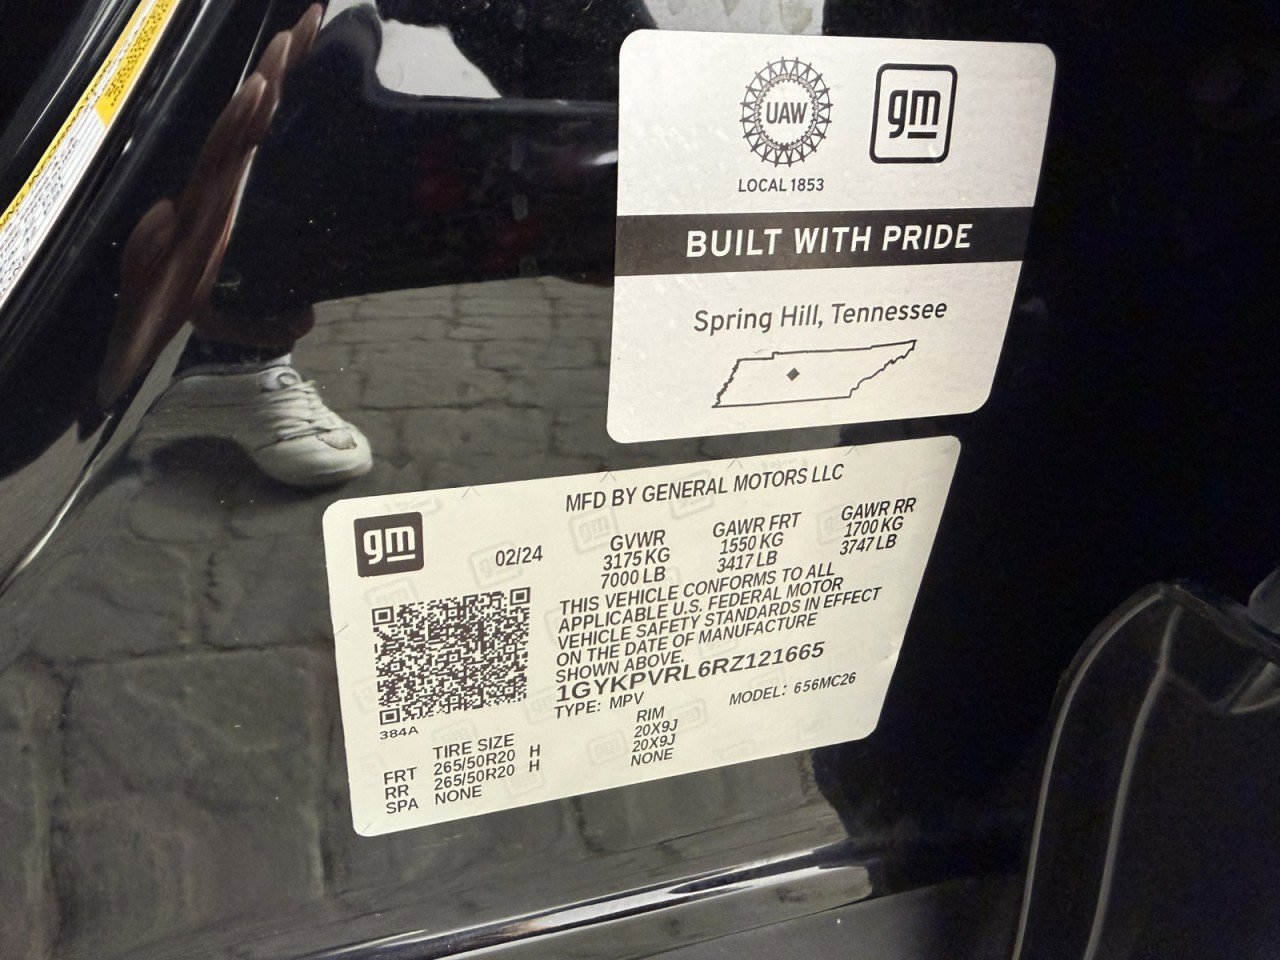 UAW
gm
LOCAL 1853
BUILT WITH PRIDE
Spring Hill, Tennessee
MFD BY GENERAL MOTORS LLC
gm
02/24
GVWR
3175 KG
7000 LB
GAWR FRT
1550 KG
3417 LB
GAWR RR
1700 KG
3747 LB
THIS VEHICLE CONFORMS TO ALL
APPLICABLE U.S. FEDERAL MOTOR
VEHICLE SAFETY STANDARDS IN EFFECT
ON THE DATE OF MANUFACTURE
SHOWN ABOVE.
1GYKPVRL6RZ121665
TYPE: MPV MODEL: 656MC26
384A
TIRE SIZE RIM
FRT 265/50R20 H 20X9J
RR 265/50R20 H 20X9J
SPA NONE NONE